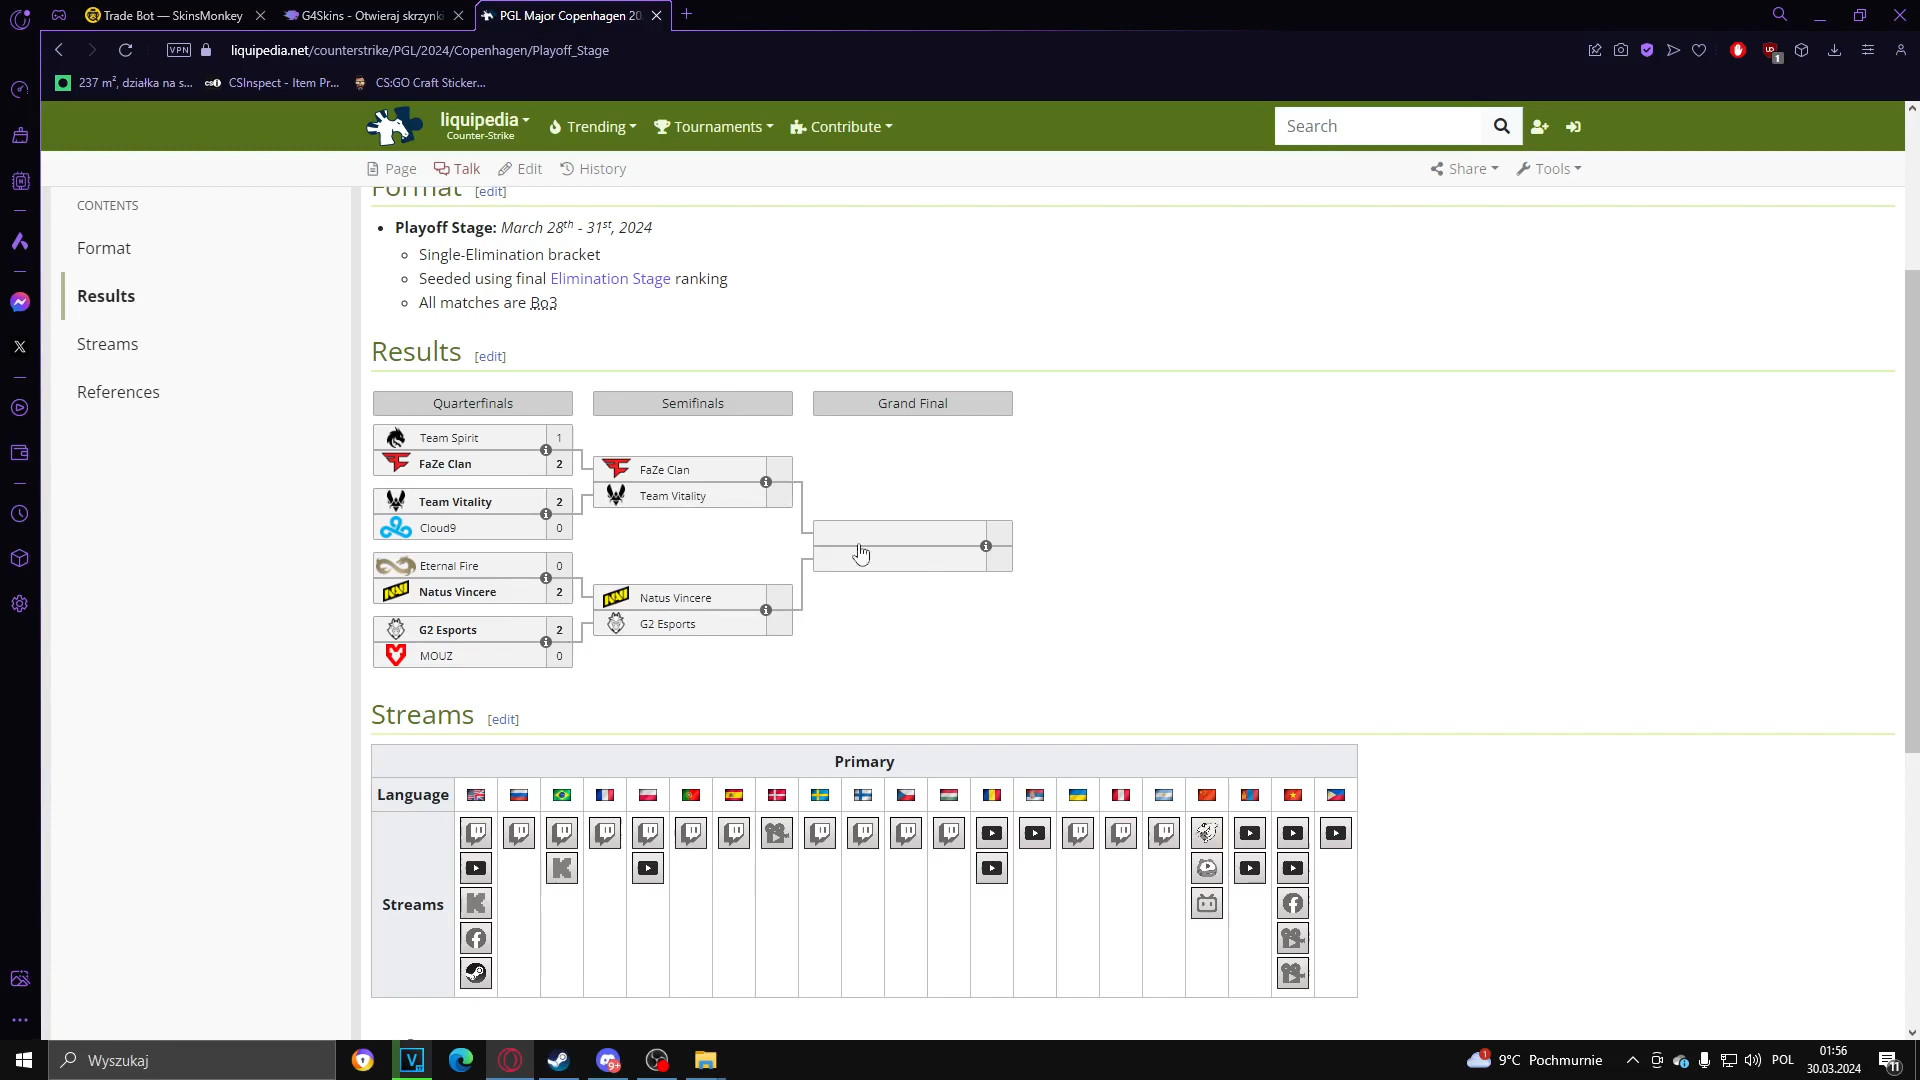 Trade Bot — SkinsMonkey
G4Skins - Otwieraj skrzynki
PGL Major Copenhagen 20
VPN
liquipedia.net/counterstrike/PGL/2024/Copenhagen/Playoff_Stage
1
237 m², działka na s...
CSInspect - Item Pr...
CS:GO Craft Sticker...
liquipedia
Counter-Strike
Trending
Tournaments
Contribute
Search
Page
Talk
Edit
History
Share
Tools
CONTENTS
Format
Results
Streams
References
Format [edit]
• Playoff Stage: March 28th - 31st, 2024
Single-Elimination bracket
Seeded using final Elimination Stage ranking
All matches are Bo3
Results [edit]
Quarterfinals
Semifinals
Grand Final
Team Spirit 1
FaZe Clan 2
Team Vitality 2
Cloud9 0
Eternal Fire 0
Natus Vincere 2
G2 Esports 2
MOUZ 0
FaZe Clan
Team Vitality
Natus Vincere
G2 Esports
Streams [edit]
Primary
Language
Streams
Wyszukaj
9+
1
9°C Pochmurnie
POL
01:56
30.03.2024
11